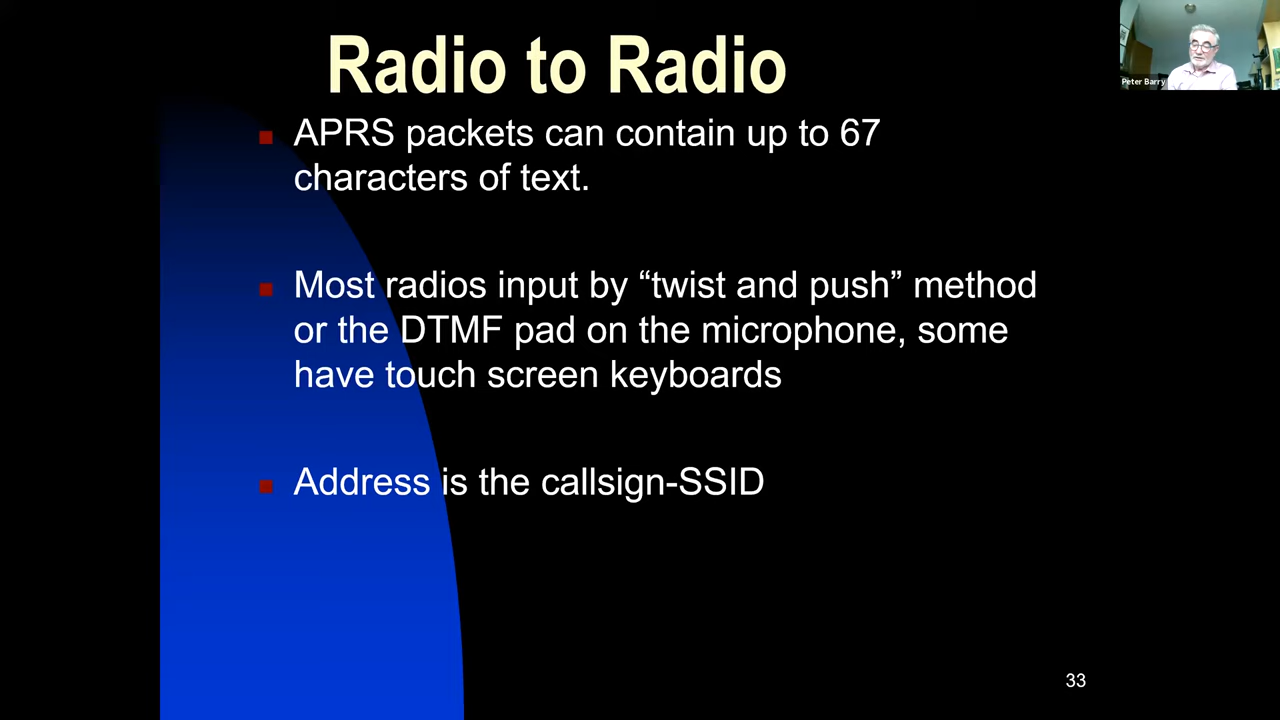 Radio to Radio
Peter Barry
APRS packets can contain up to 67
characters of text.
Most radios input by “twist and push” method
or the DTMF pad on the microphone, some
have touch screen keyboards
Address is the callsign-SSID
33